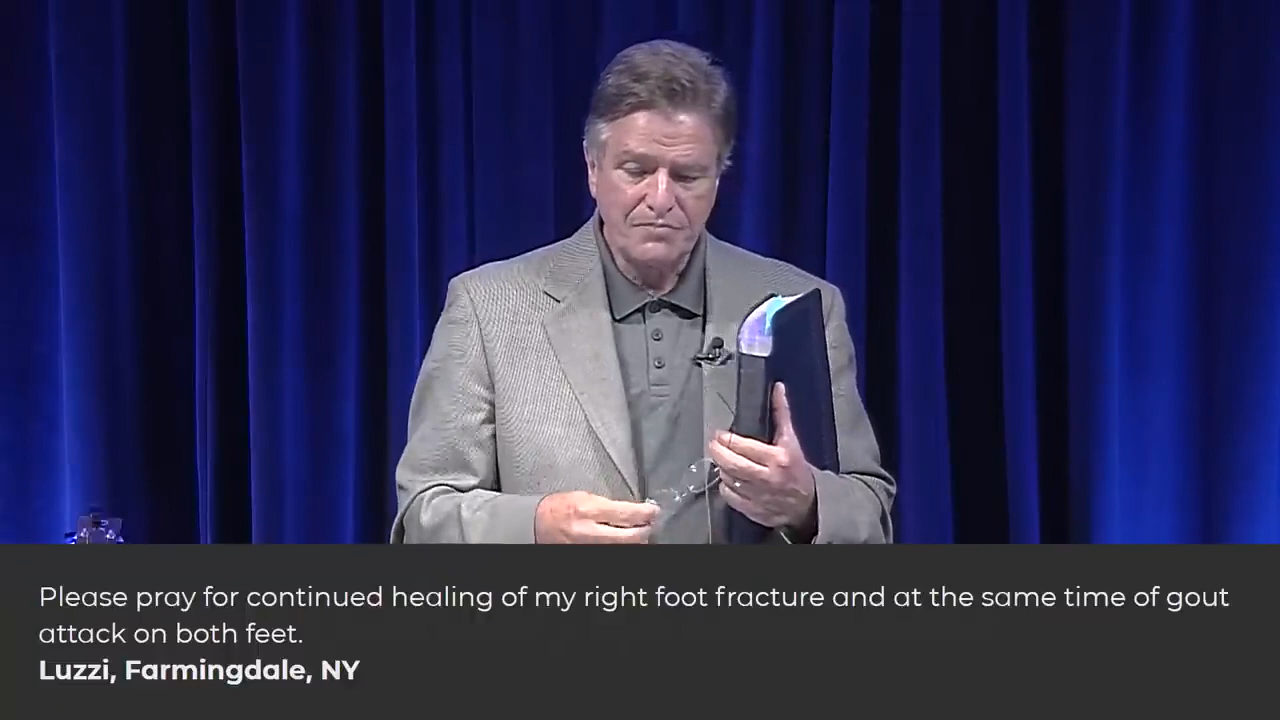 Please pray for continued healing of my right foot fracture and at the same time of gout
attack on both feet.
Luzzi, Farmingdale, NY